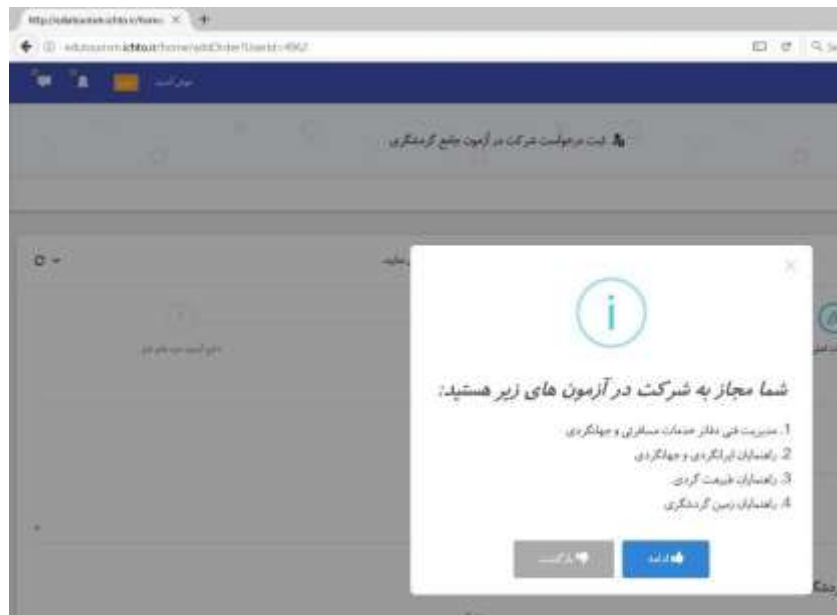 ثبت درخواست شرکت در آزمون جامع گردشگری
شما مجاز به شرکت در آزمون های زیر هستید:
1. مدیریت فنی دفاتر خدمات مسافرتی و جهانگردی
2. راهنمایان ایرانگردی و جهانگردی
3. راهنمایان طبیعت گردی
4. راهنمایان زمین گردشگری
ادامه
بازگشت